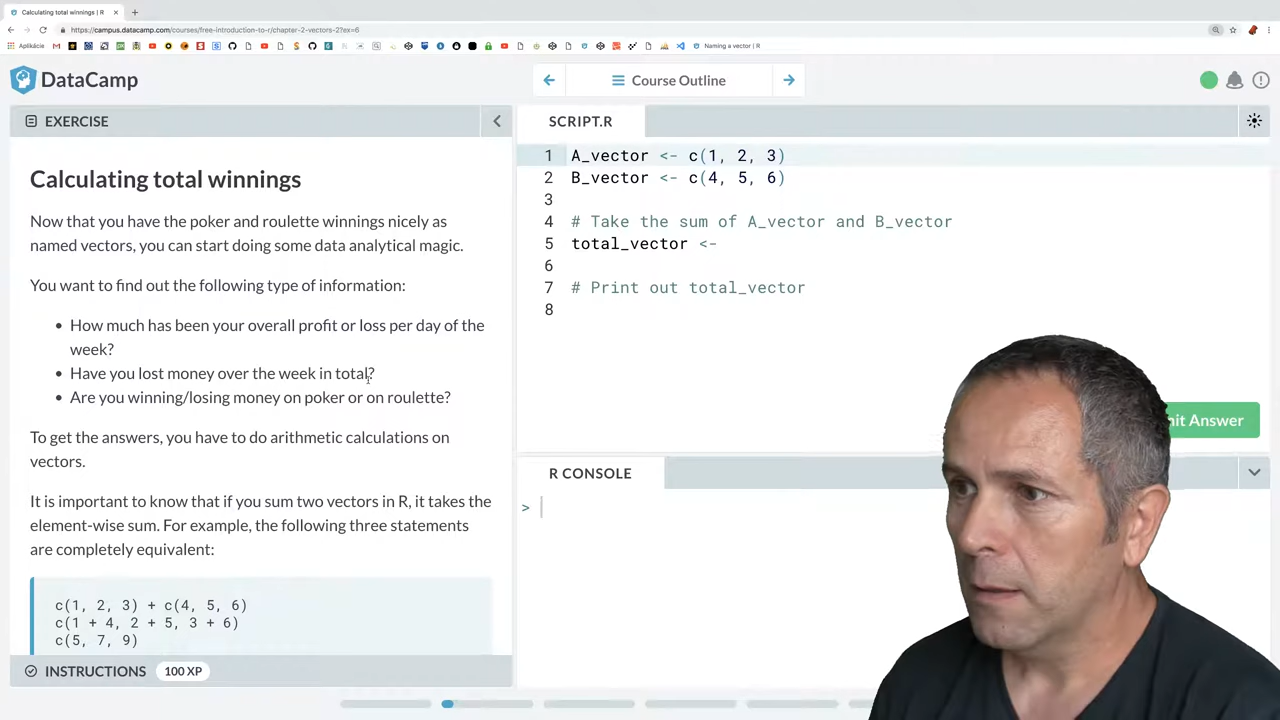 Calculating total winnings | R
https://campus.datacamp.com/courses/free-introduction-to-r/chapter-2-vectors-2?ex=6
Aplikácie
Naming a vector | R
DataCamp
Course Outline
EXERCISE
SCRIPT.R
Calculating total winnings
Now that you have the poker and roulette winnings nicely as
named vectors, you can start doing some data analytical magic.
You want to find out the following type of information:
• How much has been your overall profit or loss per day of the
week?
• Have you lost money over the week in total?
• Are you winning/losing money on poker or on roulette?
To get the answers, you have to do arithmetic calculations on
vectors.
It is important to know that if you sum two vectors in R, it takes the
element-wise sum. For example, the following three statements
are completely equivalent:
c(1, 2, 3) + c(4, 5, 6)
c(1 + 4, 2 + 5, 3 + 6)
c(5, 7, 9)
INSTRUCTIONS 100 XP
1 A_vector <- c(1, 2, 3)
2 B_vector <- c(4, 5, 6)
3
4 # Take the sum of A_vector and B_vector
5 total_vector <-
6
7 # Print out total_vector
8
it Answer
R CONSOLE
>